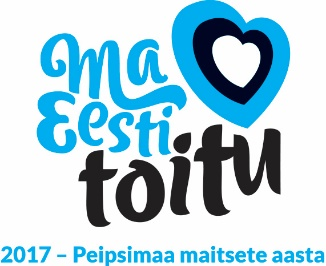 Ma
Eesti
toitu
2017 – Peipsimaa maitsete aasta